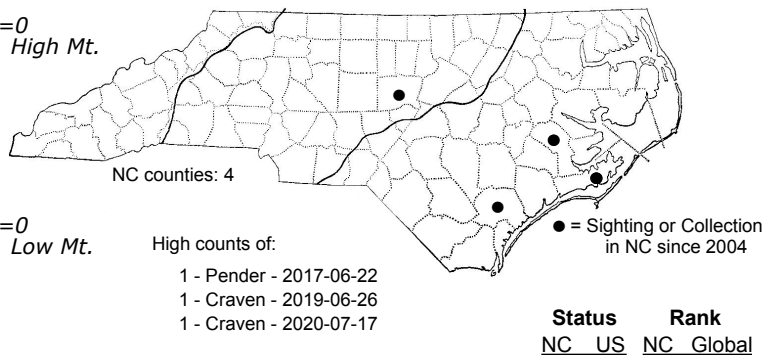 =0
High Mt.
NC counties: 4
=0
Low Mt.
High counts of:
1 - Pender - 2017-06-22
1 - Craven - 2019-06-26
1 - Craven - 2020-07-17
● = Sighting or Collection
in NC since 2004
Status Rank
NC US NC Global